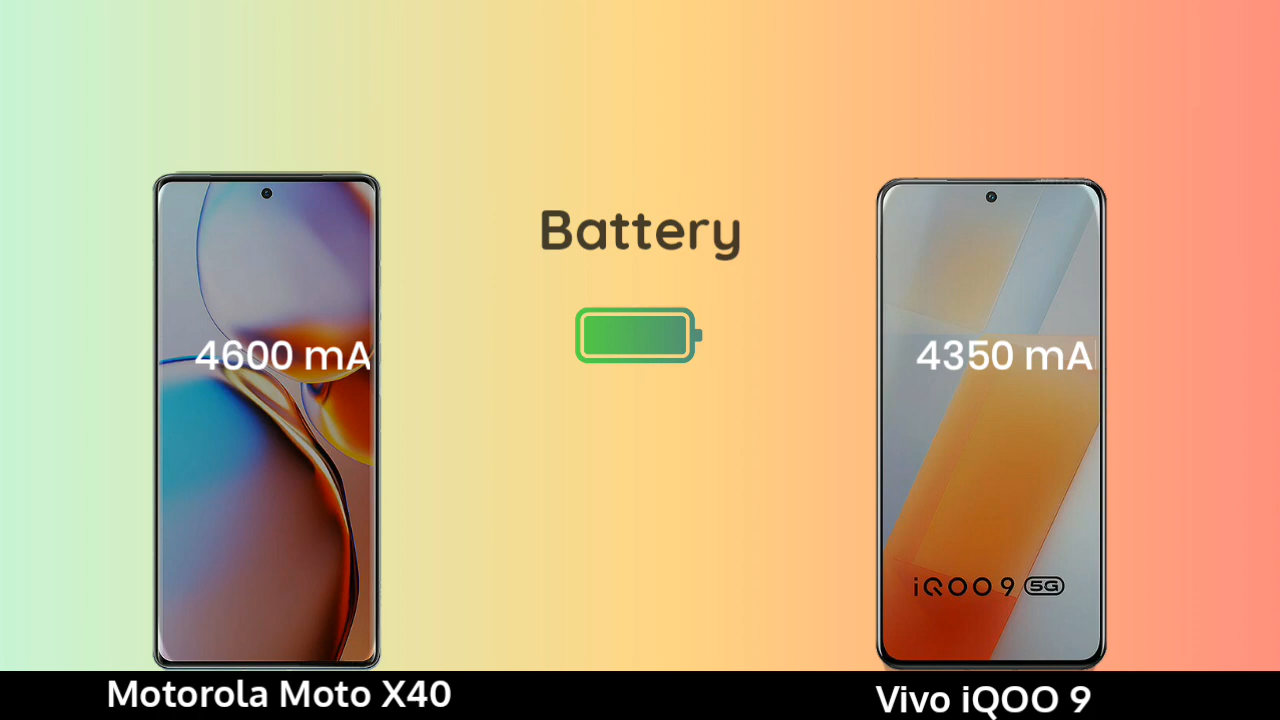 Battery
4600 mA
4350 mA
iQOO 9 5G
Motorola Moto X40
Vivo iQOO 9